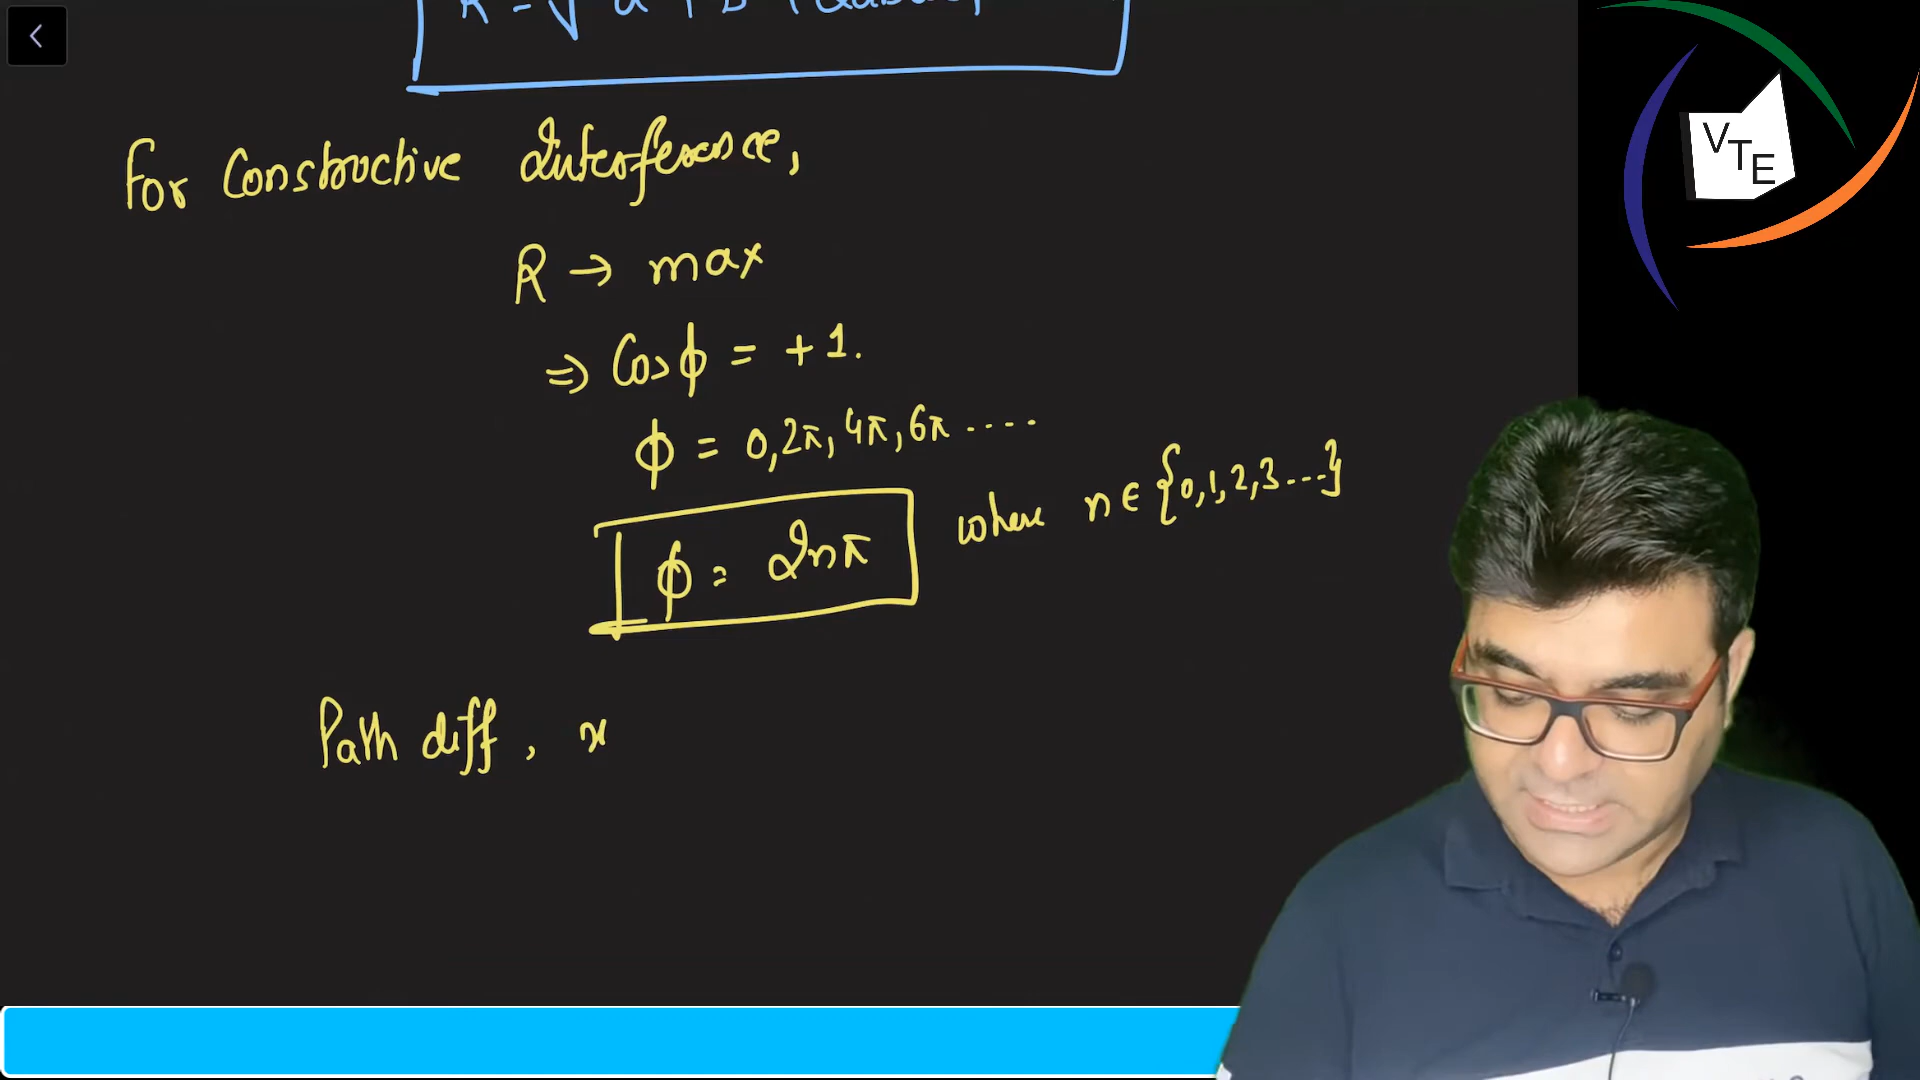 For Constructive Interference,
R → max
⇒ Cosϕ = +1.
ϕ = 0, 2π, 4π, 6π ....
ϕ = 2nπ where n ∈ {0, 1, 2, 3 ...}
Path diff, x
VTE